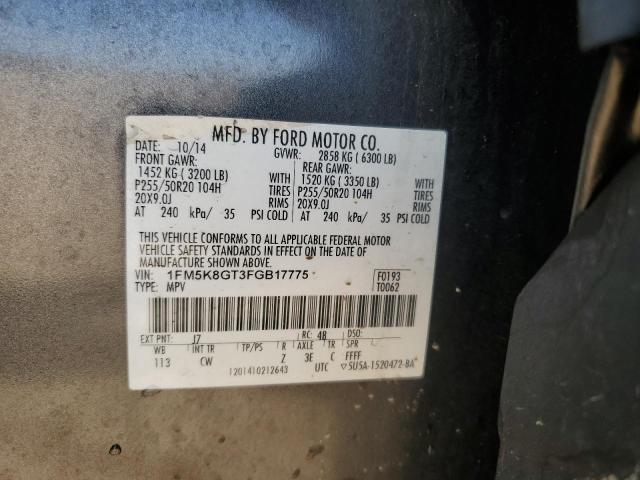 MFD. BY FORD MOTOR CO.
DATE: 10/14 GVWR: 2858 KG ( 6300 LB)
FRONT GAWR: REAR GAWR:
1452 KG ( 3200 LB) WITH 1520 KG ( 3350 LB) WITH
P255/50R20 104H TIRES P255/50R20 104H TIRES
20X9.0J RIMS 20X9.0J RIMS
AT 240 kPa/ 35 PSI COLD AT 240 kPa/ 35 PSI COLD
THIS VEHICLE CONFORMS TO ALL APPLICABLE FEDERAL MOTOR
VEHICLE SAFETY STANDARDS IN EFFECT ON THE DATE OF
MANUFACTURE SHOWN ABOVE.
VIN: 1FM5K8GT3FGB17775 F0193
TYPE: MPV T0062
EXT PNT: J7 RC: 48 DSO:
WB INT TR TP/PS R AXLE TR SPR
113 CW Z 3E C FFFF
1201410212643 UTC ▽5U5A-1520472-BA